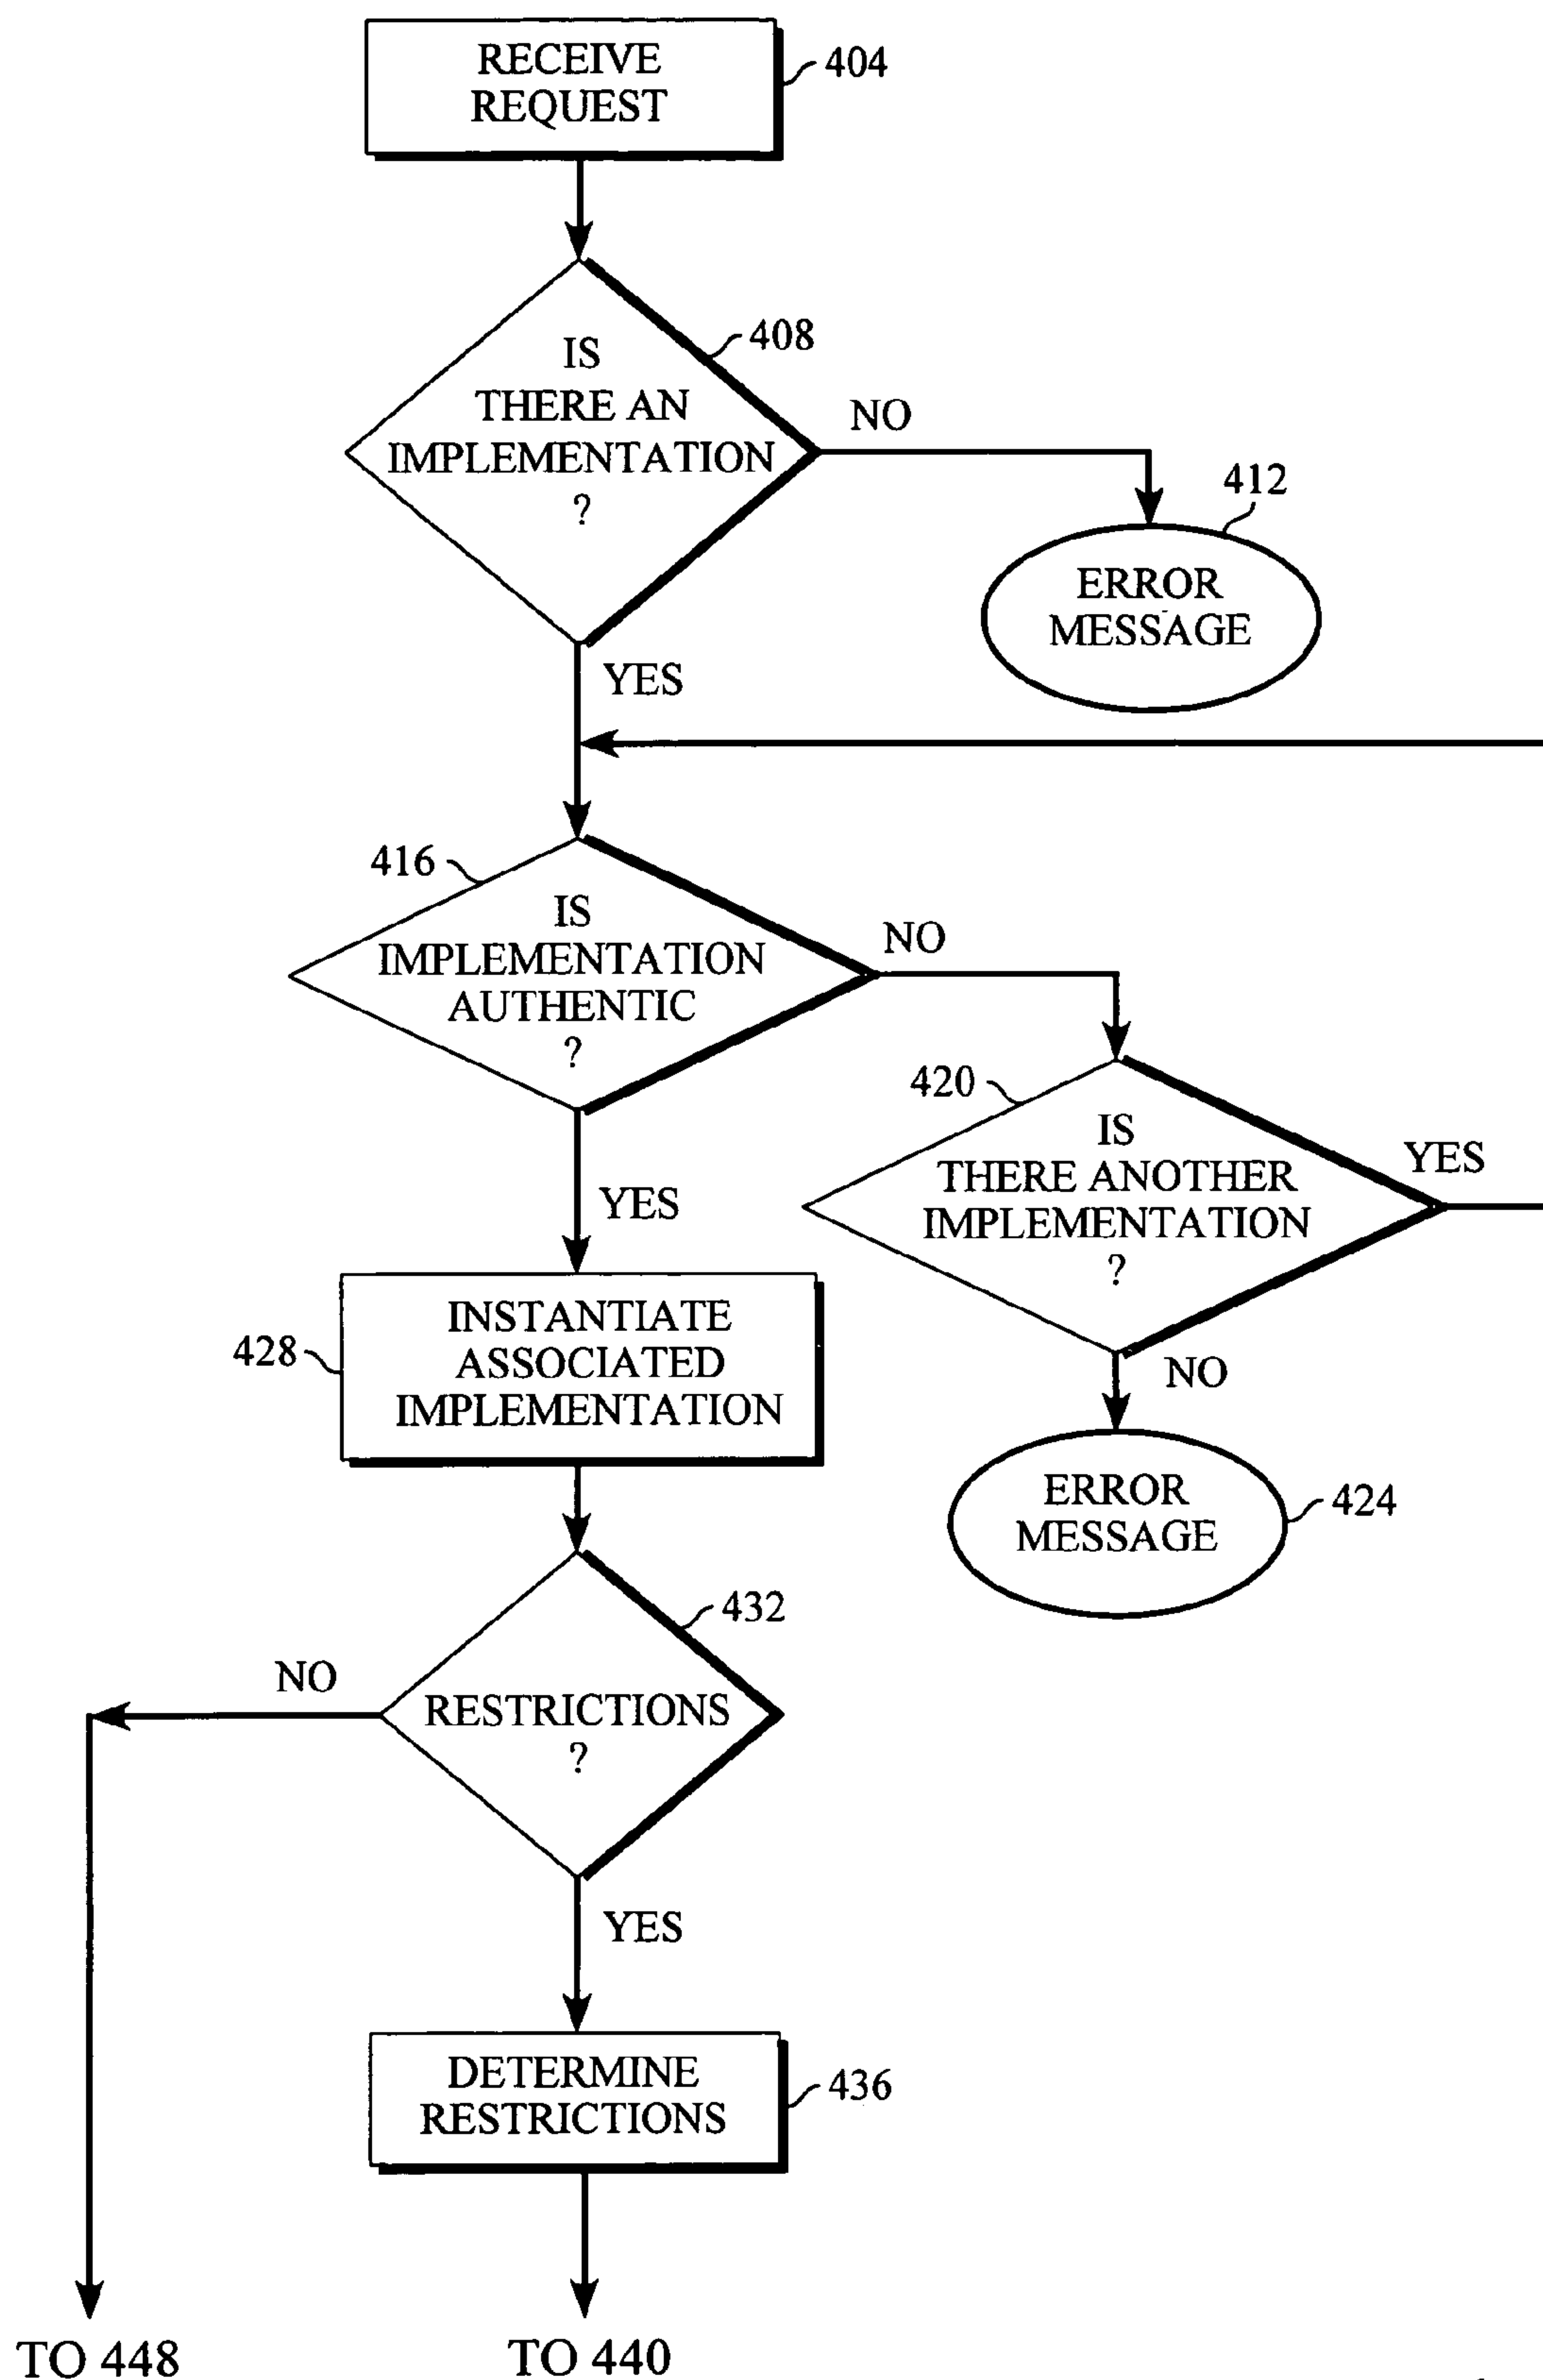 RECEIVE
REQUEST
404
408
IS
THERE AN
IMPLEMENTATION
?
NO
412
ERROR
MESSAGE
YES
416
IS
IMPLEMENTATION
AUTHENTIC
?
NO
420
IS
THERE ANOTHER
IMPLEMENTATION
?
YES
YES
NO
428
INSTANTIATE
ASSOCIATED
IMPLEMENTATION
ERROR
MESSAGE
424
432
RESTRICTIONS
?
NO
YES
DETERMINE
RESTRICTIONS
436
TO 448
TO 440